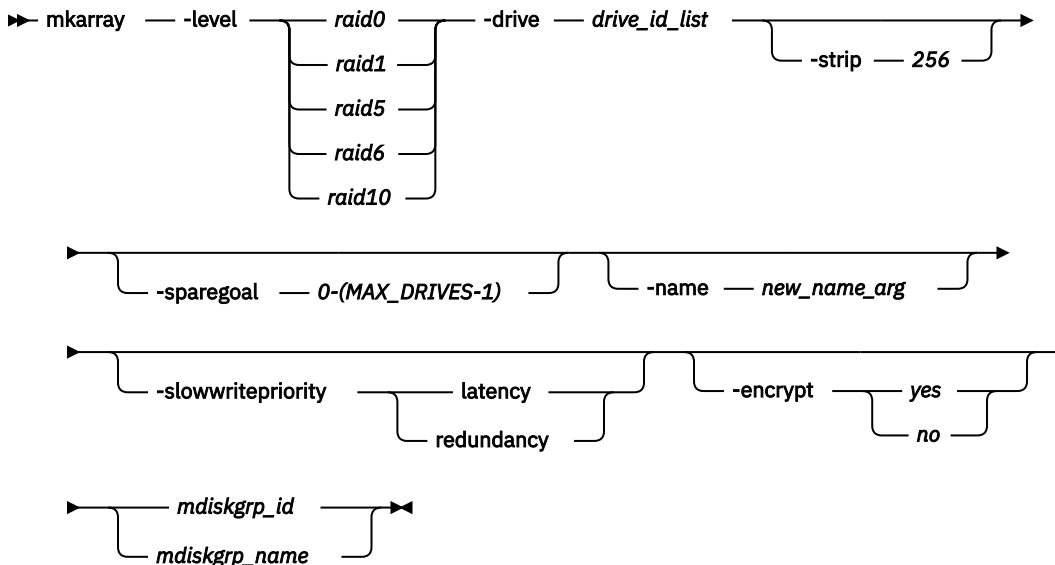 mkarray -level raid0 -drive drive_id_list
raid1 -strip 256
raid5
raid6
raid10
-sparegoal 0-(MAX_DRIVES-1) -name new_name_arg
-slowwritepriority latency -encrypt yes
redundancy no
mdiskgrp_id
mdiskgrp_name